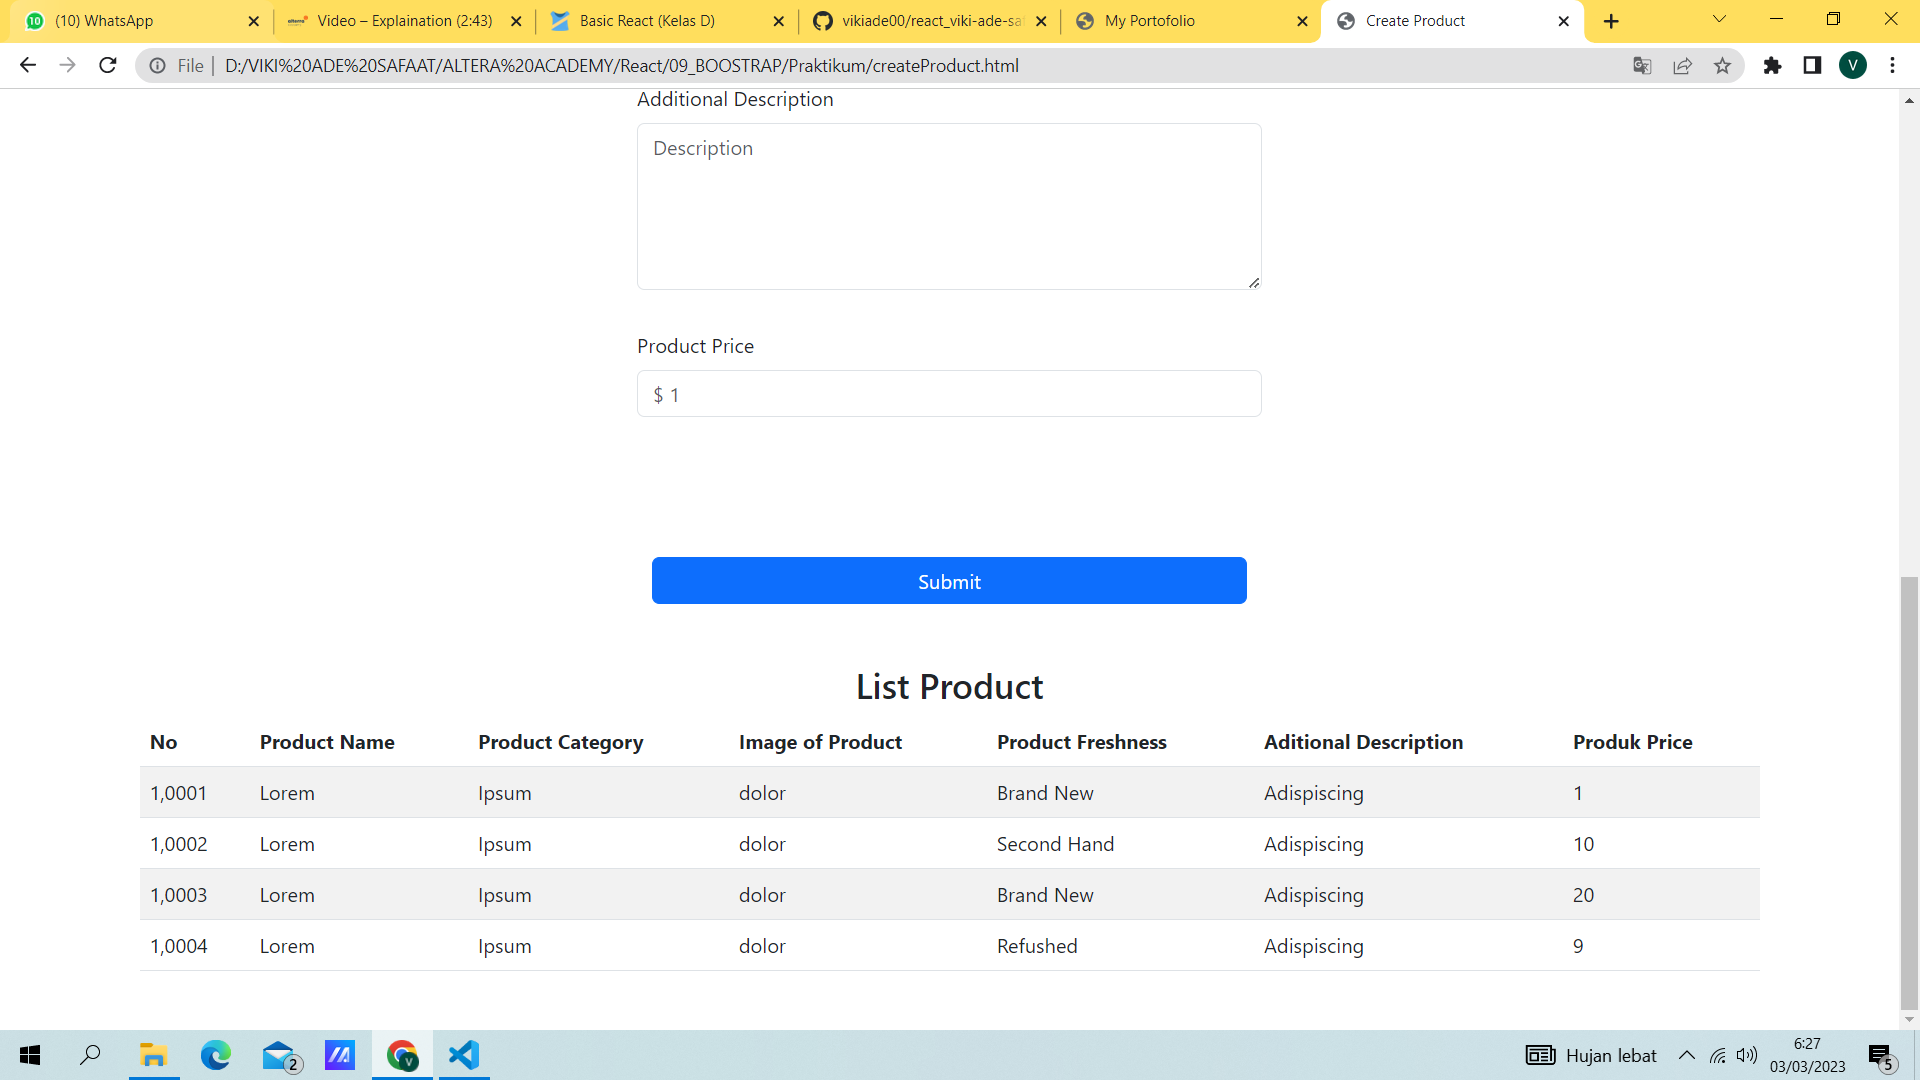 (10) WhatsApp
Video – Explaination (2:43)
Basic React (Kelas D)
vikiade00/react_viki-ade-sa
My Portofolio
Create Product
File
D:/VIKI%20ADE%20SAFAAT/ALTERA%20ACADEMY/React/09_BOOSTRAP/Praktikum/createProduct.html
V
Additional Description
Description
Product Price
$ 1
Submit
List Product
No Product Name Product Category Image of Product Product Freshness Aditional Description Produk Price
1,0001 Lorem Ipsum dolor Brand New Adispiscing 1
1,0002 Lorem Ipsum dolor Second Hand Adispiscing 10
1,0003 Lorem Ipsum dolor Brand New Adispiscing 20
1,0004 Lorem Ipsum dolor Refushed Adispiscing 9
2
V
Hujan lebat
6:27
03/03/2023
5